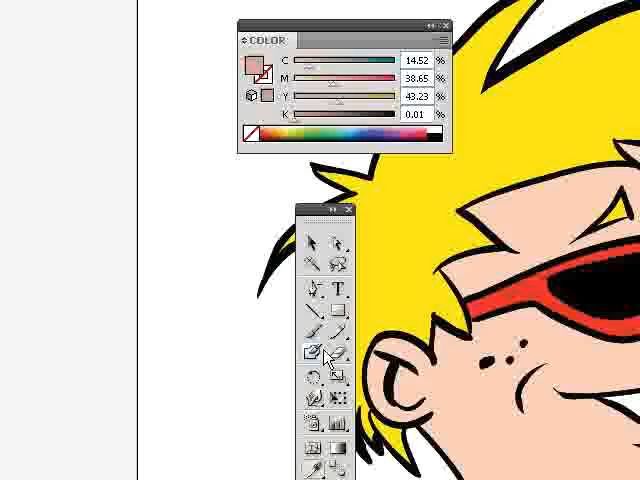 COLOR
C 14.52 %
M 38.65 %
Y 43.23 %
K 0.01 %
T